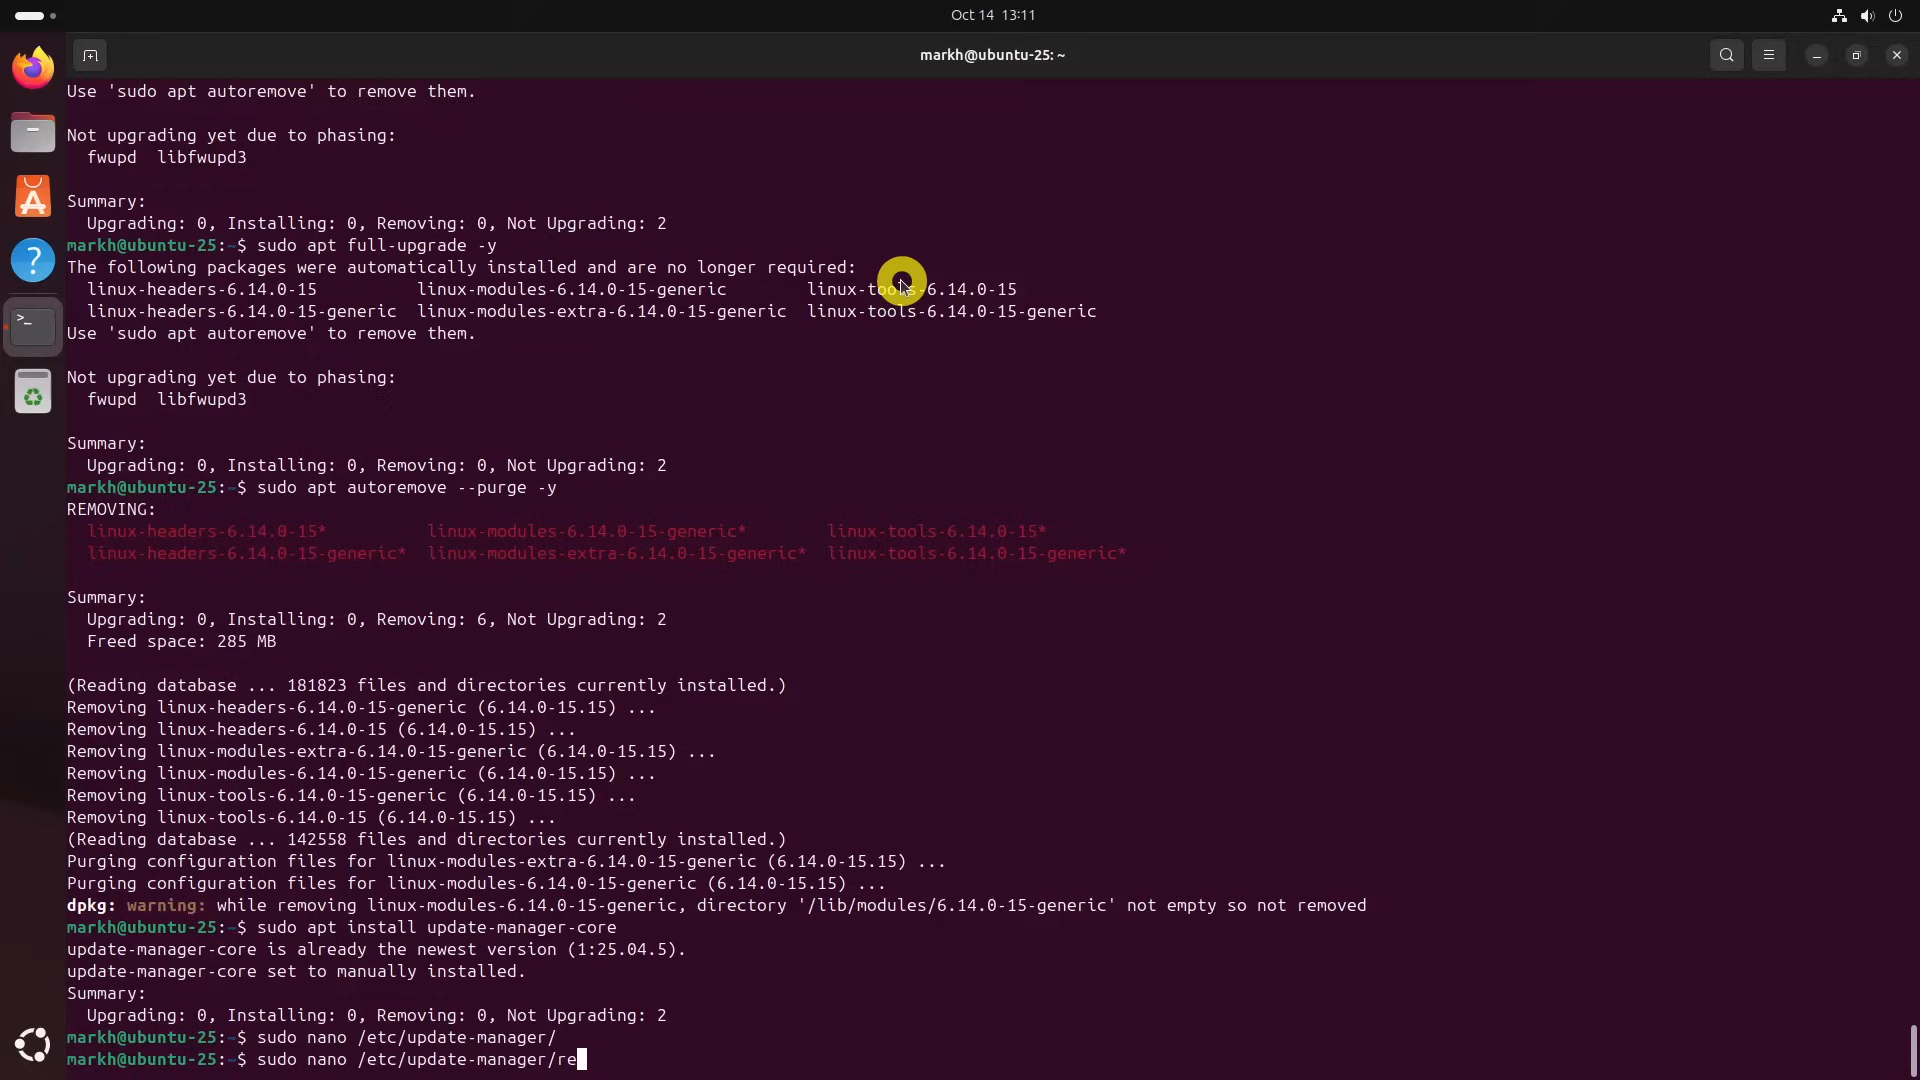 Oct 14 13:11
markh@ubuntu-25: ~
Use 'sudo apt autoremove' to remove them.
Not upgrading yet due to phasing:
fwupd libfwupd3
Summary:
Upgrading: 0, Installing: 0, Removing: 0, Not Upgrading: 2
markh@ubuntu-25:~$ sudo apt full-upgrade -y
The following packages were automatically installed and are no longer required:
linux-headers-6.14.0-15 linux-modules-6.14.0-15-generic linux-tools-6.14.0-15
linux-headers-6.14.0-15-generic linux-modules-extra-6.14.0-15-generic linux-tools-6.14.0-15-generic
Use 'sudo apt autoremove' to remove them.
Not upgrading yet due to phasing:
fwupd libfwupd3
Summary:
Upgrading: 0, Installing: 0, Removing: 0, Not Upgrading: 2
markh@ubuntu-25:~$ sudo apt autoremove --purge -y
REMOVING:
linux-headers-6.14.0-15* linux-modules-6.14.0-15-generic* linux-tools-6.14.0-15*
linux-headers-6.14.0-15-generic* linux-modules-extra-6.14.0-15-generic* linux-tools-6.14.0-15-generic*
Summary:
Upgrading: 0, Installing: 0, Removing: 6, Not Upgrading: 2
Freed space: 285 MB
(Reading database ... 181823 files and directories currently installed.)
Removing linux-headers-6.14.0-15-generic (6.14.0-15.15) ...
Removing linux-headers-6.14.0-15 (6.14.0-15.15) ...
Removing linux-modules-extra-6.14.0-15-generic (6.14.0-15.15) ...
Removing linux-modules-6.14.0-15-generic (6.14.0-15.15) ...
Removing linux-tools-6.14.0-15-generic (6.14.0-15.15) ...
Removing linux-tools-6.14.0-15 (6.14.0-15.15) ...
(Reading database ... 142558 files and directories currently installed.)
Purging configuration files for linux-modules-extra-6.14.0-15-generic (6.14.0-15.15) ...
Purging configuration files for linux-modules-6.14.0-15-generic (6.14.0-15.15) ...
dpkg: warning: while removing linux-modules-6.14.0-15-generic, directory '/lib/modules/6.14.0-15-generic' not empty so not removed
markh@ubuntu-25:~$ sudo apt install update-manager-core
update-manager-core is already the newest version (1:25.04.5).
update-manager-core set to manually installed.
Summary:
Upgrading: 0, Installing: 0, Removing: 0, Not Upgrading: 2
markh@ubuntu-25:~$ sudo nano /etc/update-manager/
markh@ubuntu-25:~$ sudo nano /etc/update-manager/re